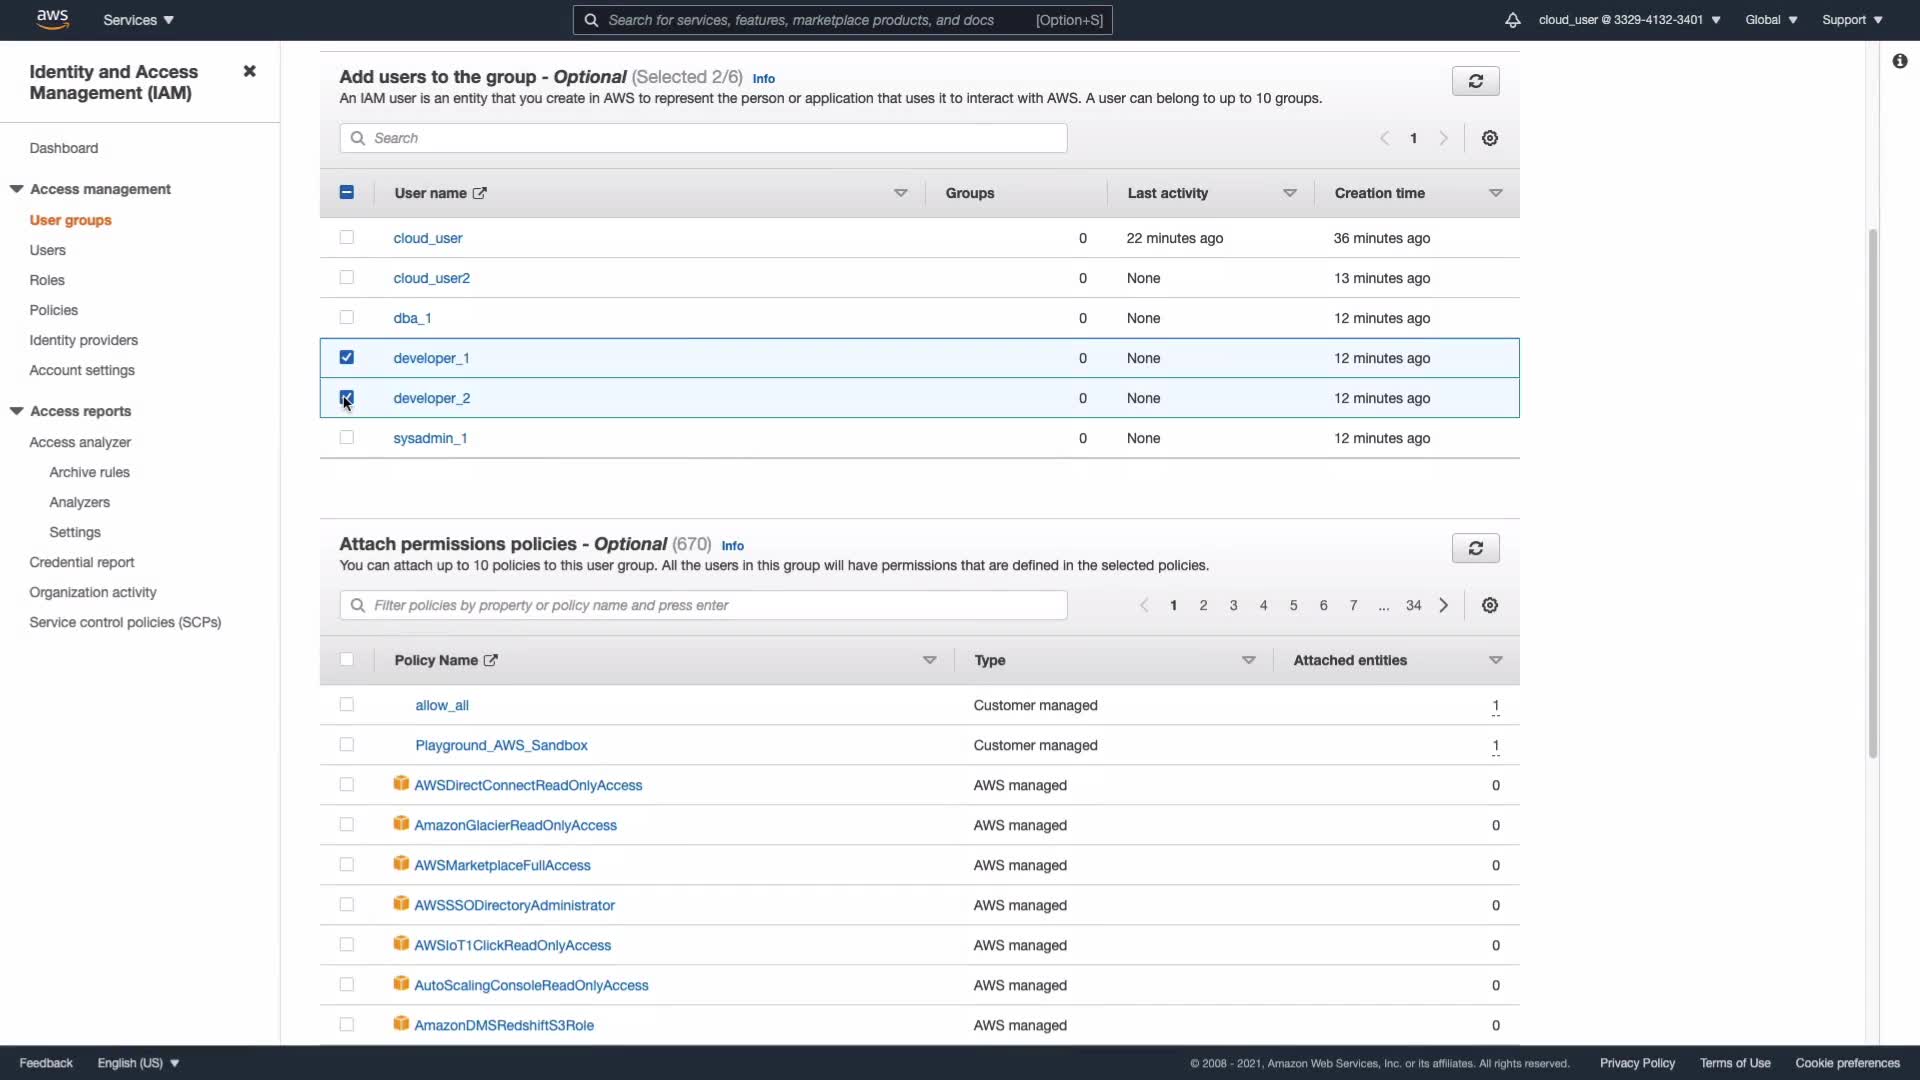 aws
Services
Search for services, features, marketplace products, and docs
[Option+S]
cloud_user @ 3329-4132-3401
Global
Support
Identity and Access
Management (IAM)
Dashboard
Access management
User groups
Users
Roles
Policies
Identity providers
Account settings
Access reports
Access analyzer
Archive rules
Analyzers
Settings
Credential report
Organization activity
Service control policies (SCPs)
Add users to the group - Optional (Selected 2/6) Info
An IAM user is an entity that you create in AWS to represent the person or application that uses it to interact with AWS. A user can belong to up to 10 groups.
Search
1
User name Groups Last activity Creation time
cloud_user 0 22 minutes ago 36 minutes ago
cloud_user2 0 None 13 minutes ago
dba_1 0 None 12 minutes ago
developer_1 0 None 12 minutes ago
developer_2 0 None 12 minutes ago
sysadmin_1 0 None 12 minutes ago
Attach permissions policies - Optional (670) Info
You can attach up to 10 policies to this user group. All the users in this group will have permissions that are defined in the selected policies.
Filter policies by property or policy name and press enter
1 2 3 4 5 6 7 ... 34
Policy Name Type Attached entities
allow_all Customer managed 1
Playground_AWS_Sandbox Customer managed 1
AWSDirectConnectReadOnlyAccess AWS managed 0
AmazonGlacierReadOnlyAccess AWS managed 0
AWSMarketplaceFullAccess AWS managed 0
AWSSSODirectoryAdministrator AWS managed 0
AWSIoT1ClickReadOnlyAccess AWS managed 0
AutoScalingConsoleReadOnlyAccess AWS managed 0
AmazonDMSRedshiftS3Role AWS managed 0
Feedback
English (US)
© 2008 - 2021, Amazon Web Services, Inc. or its affiliates. All rights reserved.
Privacy Policy
Terms of Use
Cookie preferences